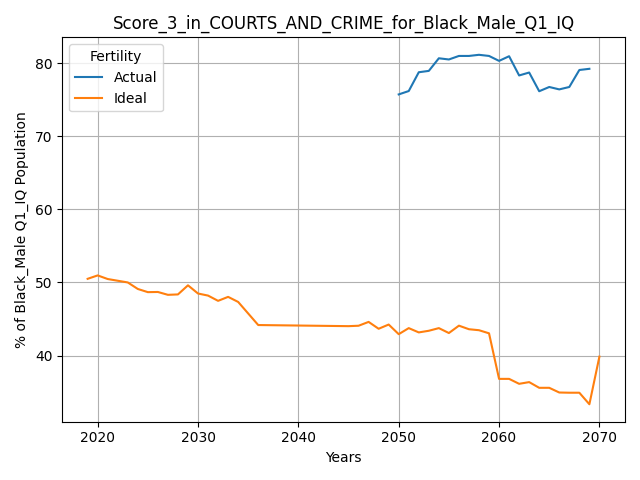 Score_3_in_COURTS_AND_CRIME_for_Black_Male_Q1_IQ
Fertility
Actual
Ideal
% of Black_Male Q1_IQ Population
80
70
60
50
40
2020 2030 2040 2050 2060 2070
Years